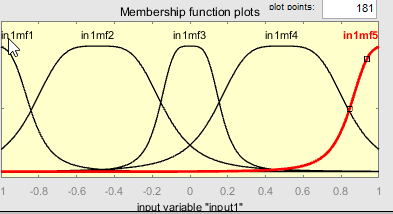 Membership function plots plot points: 181
in1mf1 in1mf2 in1mf3 in1mf4 in1mf5
-1 -0.8 -0.6 -0.4 -0.2 0 0.2 0.4 0.6 0.8 1
input variable "input1"